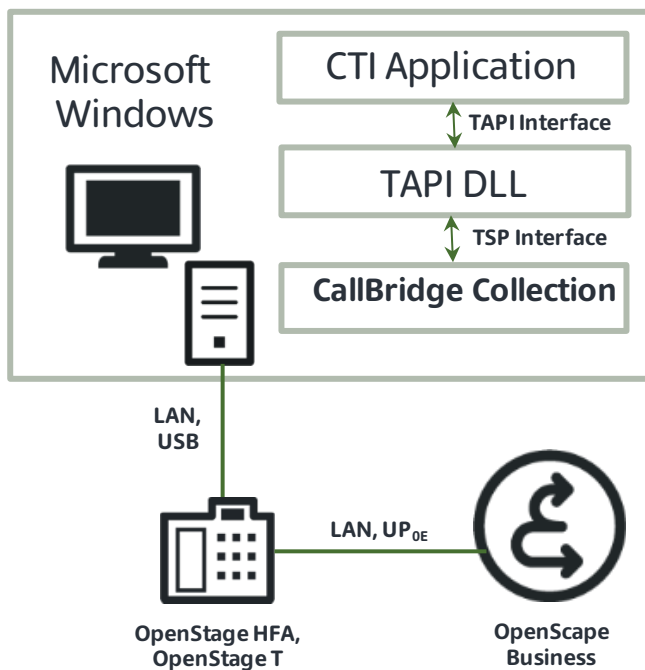 Microsoft
Windows
CTI Application
TAPI Interface
TAPI DLL
TSP Interface
CallBridge Collection
LAN,
USB
LAN, UP0E
OpenStage HFA,
OpenStage T
OpenScape
Business